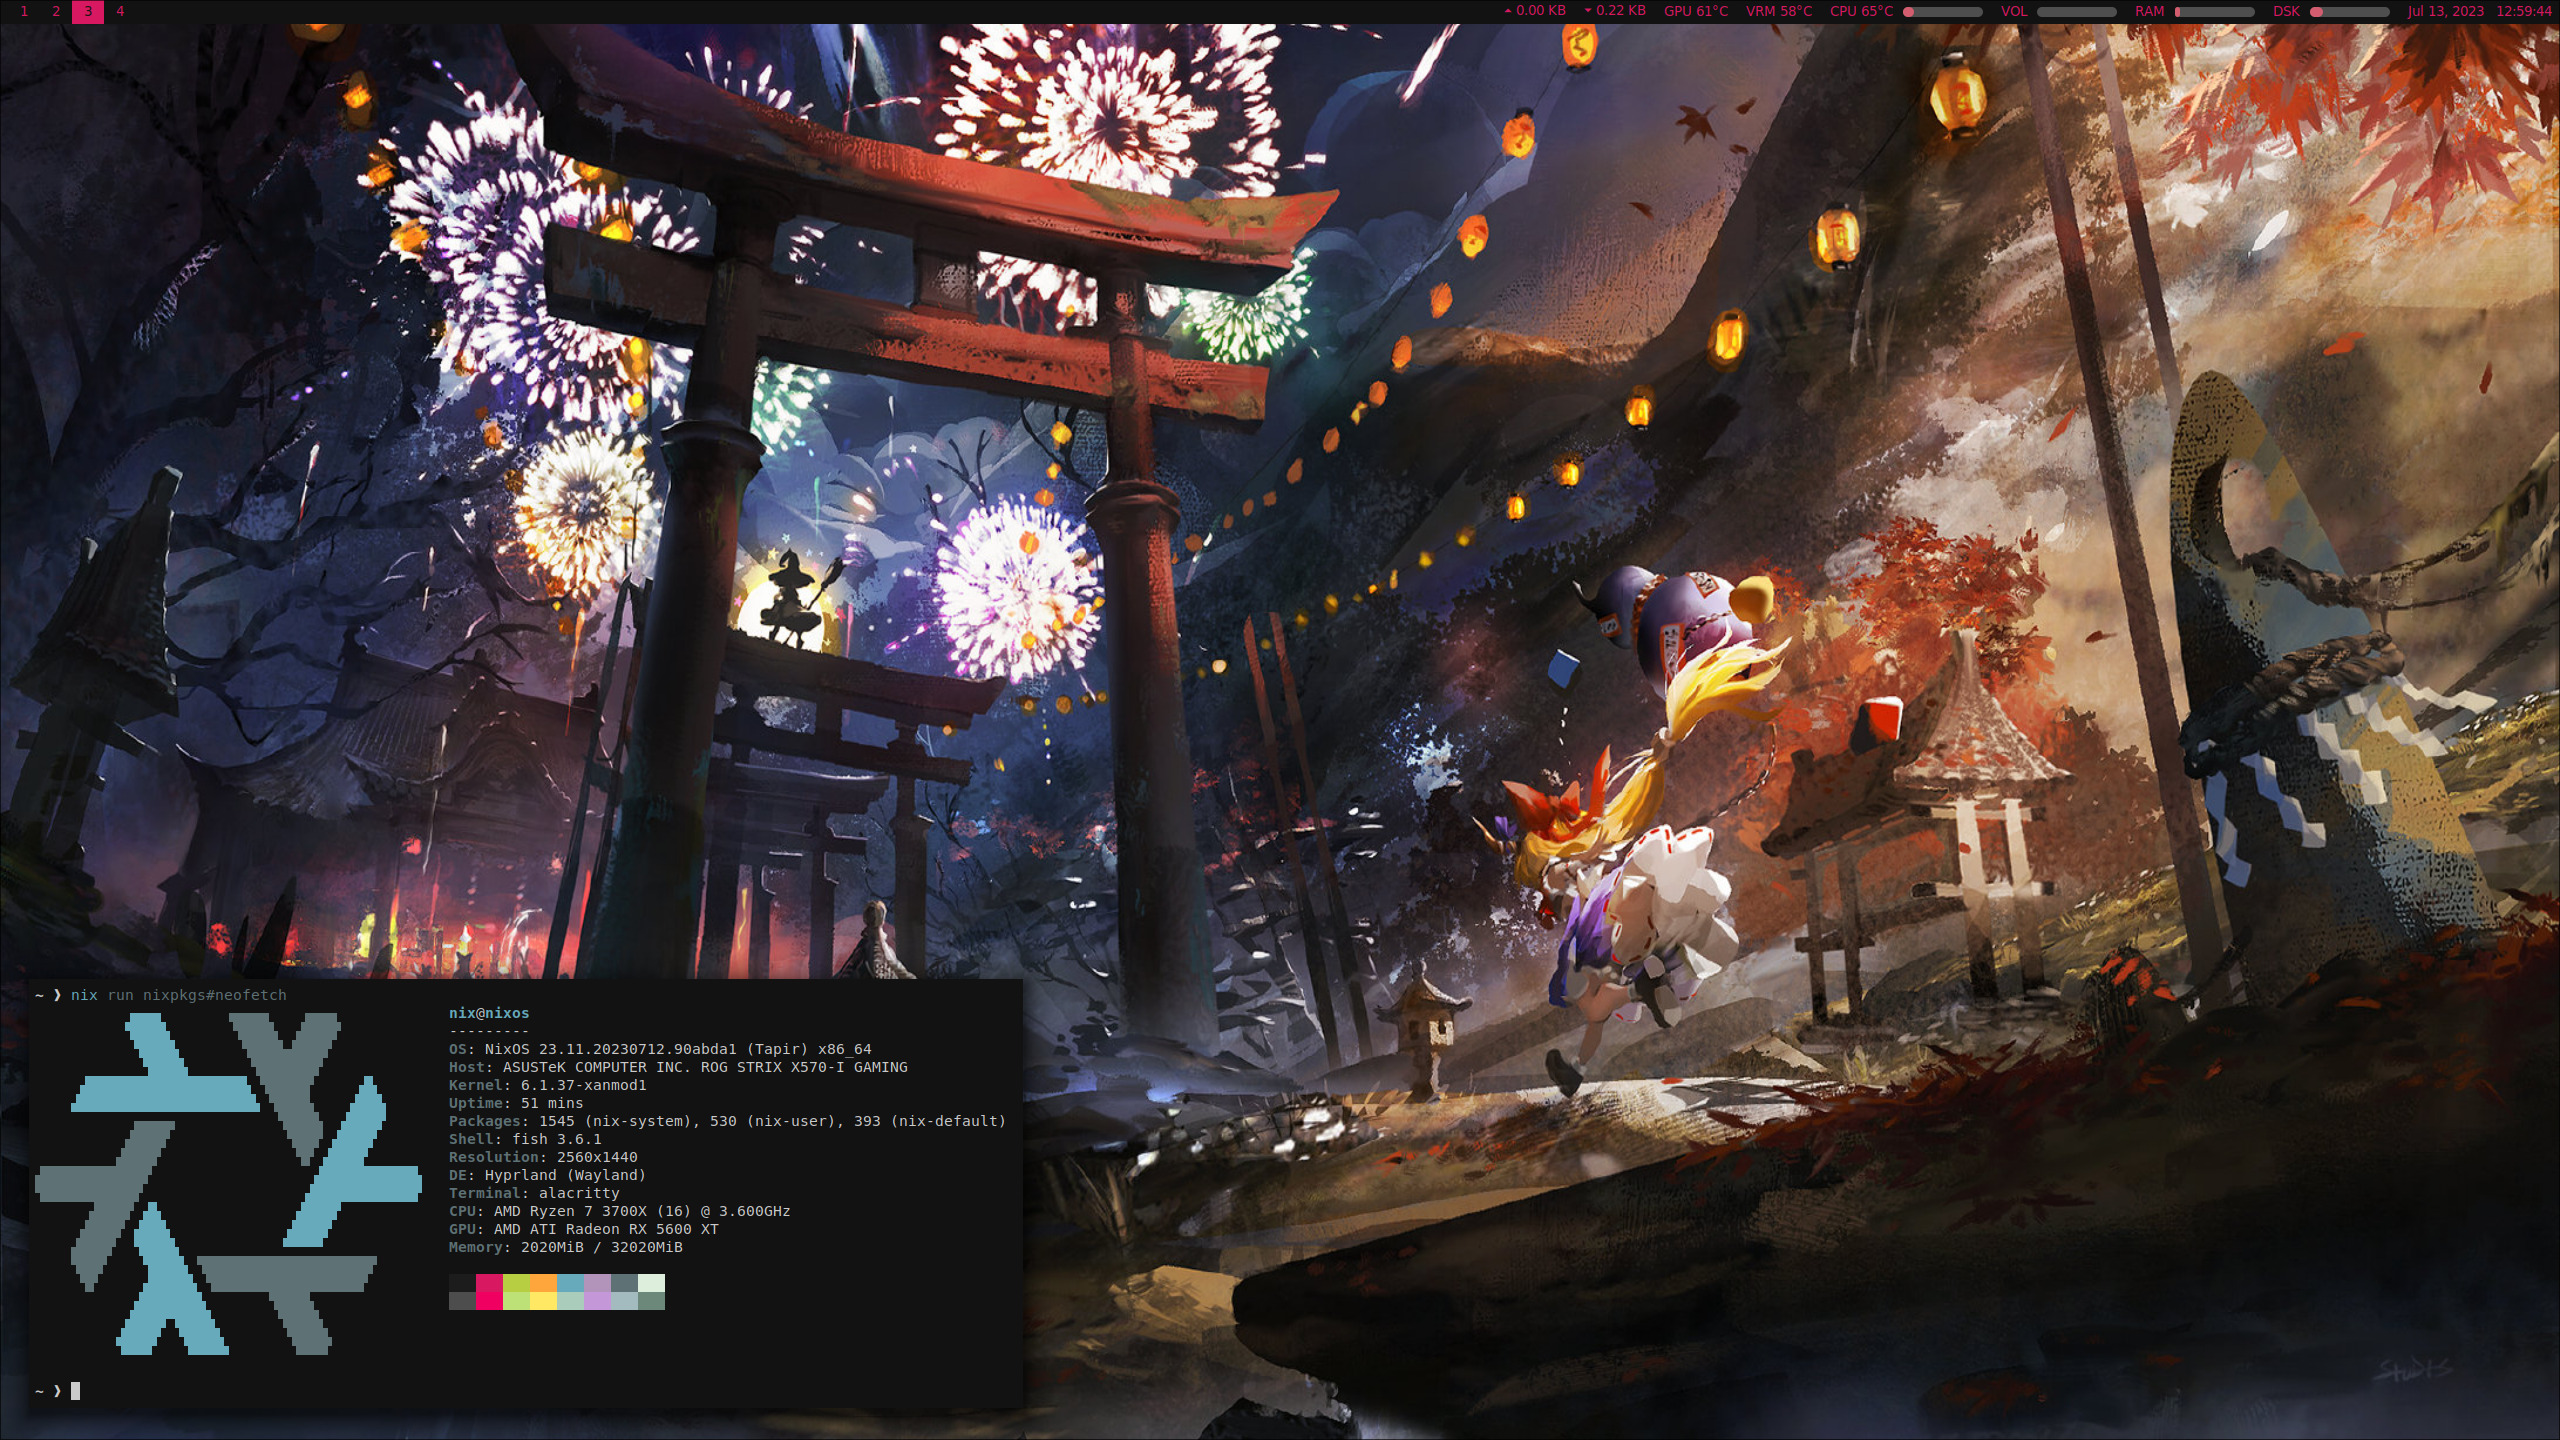 1 2 3 4 0.00 KB 0.22 KB GPU 61°C VRM 58°C CPU 65°C VOL RAM DSK Jul 13, 2023 12:59:44
~ ❱ nix run nixpkgs#neofetch
nix@nixos
---------
OS: NixOS 23.11.20230712.90abda1 (Tapir) x86_64
Host: ASUSTeK COMPUTER INC. ROG STRIX X570-I GAMING
Kernel: 6.1.37-xanmod1
Uptime: 51 mins
Packages: 1545 (nix-system), 530 (nix-user), 393 (nix-default)
Shell: fish 3.6.1
Resolution: 2560x1440
DE: Hyprland (Wayland)
Terminal: alacritty
CPU: AMD Ryzen 7 3700X (16) @ 3.600GHz
GPU: AMD ATI Radeon RX 5600 XT
Memory: 2020MiB / 32020MiB
~ ❱